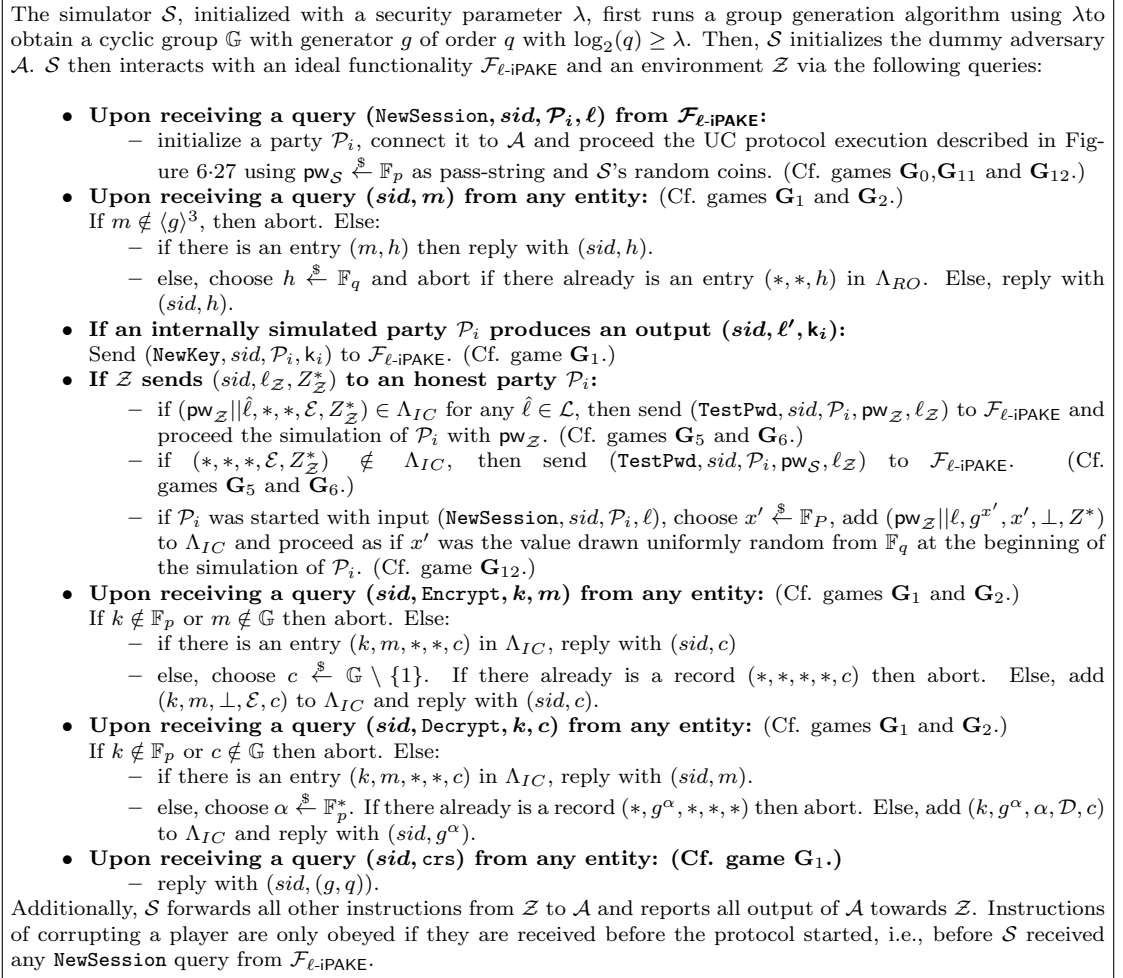 The simulator 𝒮, initialized with a security parameter λ, first runs a group generation algorithm using λto
obtain a cyclic group 𝔾 with generator g of order q with log₂(q) ≥ λ. Then, 𝒮 initializes the dummy adversary
𝒜. 𝒮 then interacts with an ideal functionality ℱ_ℓ-iPAKE and an environment 𝒵 via the following queries:
• Upon receiving a query (NewSession, sid, 𝒫ᵢ, ℓ) from ℱ_ℓ-iPAKE:
– initialize a party 𝒫ᵢ, connect it to 𝒜 and proceed the UC protocol execution described in Fig-
ure 6·27 using pw_𝒮 ←$ 𝔽_p as pass-string and 𝒮's random coins. (Cf. games G₀,G₁₁ and G₁₂.)
• Upon receiving a query (sid, m) from any entity: (Cf. games G₁ and G₂.)
If m ∉ ⟨g⟩³, then abort. Else:
– if there is an entry (m, h) then reply with (sid, h).
– else, choose h ←$ 𝔽_q and abort if there already is an entry (∗, ∗, h) in Λ_RO. Else, reply with
(sid, h).
• If an internally simulated party 𝒫ᵢ produces an output (sid, ℓ′, kᵢ):
Send (NewKey, sid, 𝒫ᵢ, kᵢ) to ℱ_ℓ-iPAKE. (Cf. game G₁.)
• If 𝒵 sends (sid, ℓ_𝒵, Z*_𝒵) to an honest party 𝒫ᵢ:
– if (pw_𝒵||ℓ̂, ∗, ∗, ℰ, Z*_𝒵) ∈ Λ_IC for any ℓ̂ ∈ ℒ, then send (TestPwd, sid, 𝒫ᵢ, pw_𝒵, ℓ_𝒵) to ℱ_ℓ-iPAKE and
proceed the simulation of 𝒫ᵢ with pw_𝒵. (Cf. games G₅ and G₆.)
– if (∗, ∗, ∗, ℰ, Z*_𝒵) ∉ Λ_IC, then send (TestPwd, sid, 𝒫ᵢ, pw_𝒮, ℓ_𝒵) to ℱ_ℓ-iPAKE. (Cf.
games G₅ and G₆.)
– if 𝒫ᵢ was started with input (NewSession, sid, 𝒫ᵢ, ℓ), choose x′ ←$ 𝔽_P, add (pw_𝒵||ℓ, g^x′, x′, ⊥, Z*)
to Λ_IC and proceed as if x′ was the value drawn uniformly random from 𝔽_q at the beginning of
the simulation of 𝒫ᵢ. (Cf. game G₁₂.)
• Upon receiving a query (sid, Encrypt, k, m) from any entity: (Cf. games G₁ and G₂.)
If k ∉ 𝔽_p or m ∉ 𝔾 then abort. Else:
– if there is an entry (k, m, ∗, ∗, c) in Λ_IC, reply with (sid, c)
– else, choose c ←$ 𝔾 \ {1}. If there already is a record (∗, ∗, ∗, ∗, c) then abort. Else, add
(k, m, ⊥, ℰ, c) to Λ_IC and reply with (sid, c).
• Upon receiving a query (sid, Decrypt, k, c) from any entity: (Cf. games G₁ and G₂.)
If k ∉ 𝔽_p or c ∉ 𝔾 then abort. Else:
– if there is an entry (k, m, ∗, ∗, c) in Λ_IC, reply with (sid, m).
– else, choose α ←$ 𝔽*_p. If there already is a record (∗, g^α, ∗, ∗, ∗) then abort. Else, add (k, g^α, α, 𝒟, c)
to Λ_IC and reply with (sid, g^α).
• Upon receiving a query (sid, crs) from any entity: (Cf. game G₁.)
– reply with (sid, (g, q)).
Additionally, 𝒮 forwards all other instructions from 𝒵 to 𝒜 and reports all output of 𝒜 towards 𝒵. Instructions
of corrupting a player are only obeyed if they are received before the protocol started, i.e., before 𝒮 received
any NewSession query from ℱ_ℓ-iPAKE.